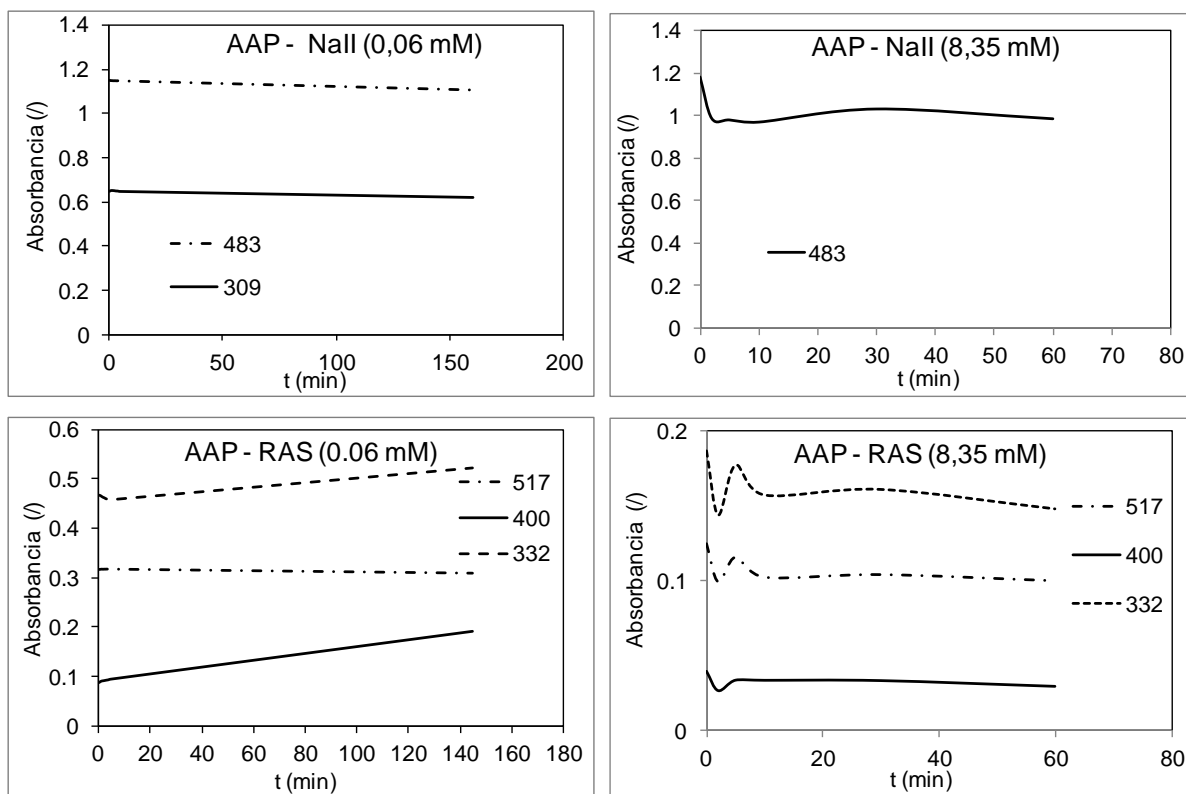 AAP - NaII (0,06 mM)
Absorbancia (/)
1.4
1.2
1
0.8
0.6
0.4
0.2
0
483
309
0 50 100 150 200
t (min)
AAP - NaII (8,35 mM)
Absorbancia (/)
1.4
1.2
1
0.8
0.6
0.4
0.2
0
483
0 10 20 30 40 50 60 70 80
t (min)
AAP - RAS (0.06 mM)
Absorbancia (/)
0.6
0.5
0.4
0.3
0.2
0.1
0
517
400
332
0 20 40 60 80 100 120 140 160 180
t (min)
AAP - RAS (8,35 mM)
Absorbancia (/)
0.2
0.1
0
517
400
332
0 20 40 60 80
t (min)